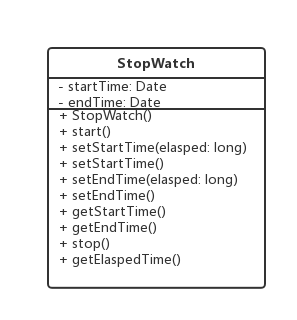 StopWatch
- startTime: Date
- endTime: Date
+ StopWatch()
+ start()
+ setStartTime(elasped: long)
+ setStartTime()
+ setEndTime(elasped: long)
+ setEndTime()
+ getStartTime()
+ getEndTime()
+ stop()
+ getElaspedTime()